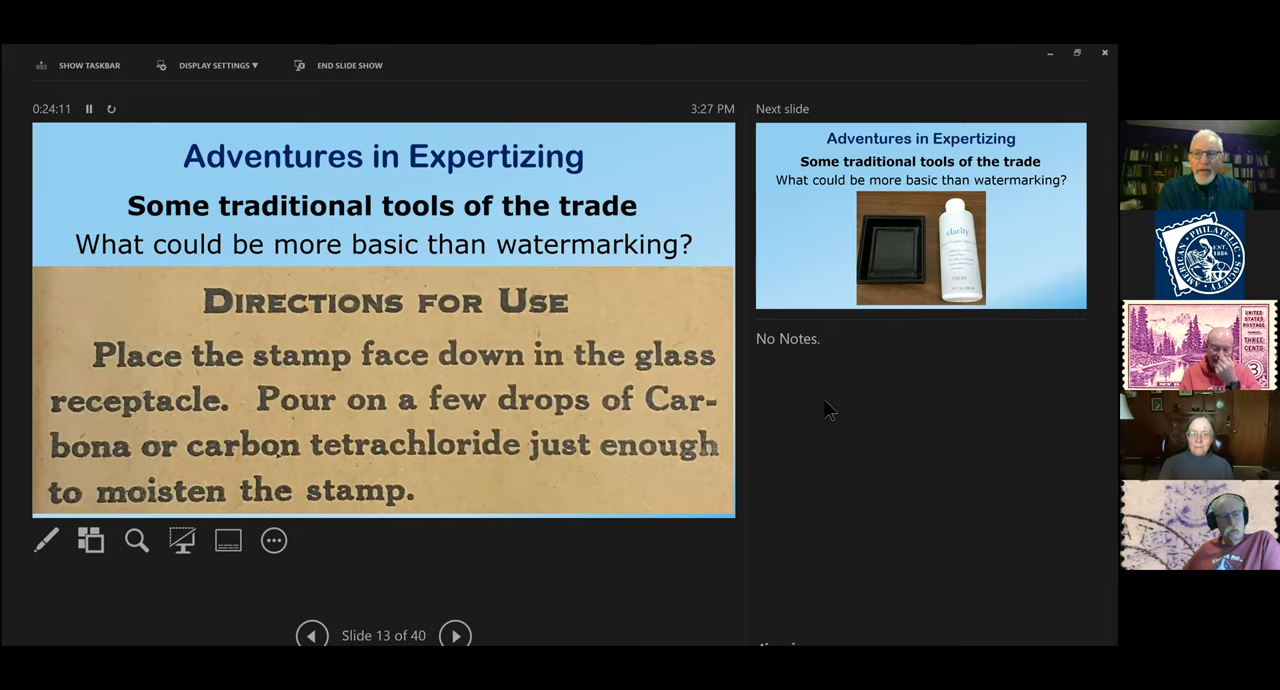 SHOW TASKBAR
DISPLAY SETTINGS ▼
END SLIDE SHOW
0:24:11
3:27 PM
Adventures in Expertizing
Some traditional tools of the trade
What could be more basic than watermarking?
DIRECTIONS FOR USE
Place the stamp face down in the glass
receptacle. Pour on a few drops of Car-
bona or carbon tetrachloride just enough
to moisten the stamp.
Slide 13 of 40
Next slide
Adventures in Expertizing
Some traditional tools of the trade
What could be more basic than watermarking?
clarity
No Notes.
AMERICAN PHILATELIC SOCIETY
EST.
1886
UNITED
STATES
POSTAGE
THREE
CENTS
3